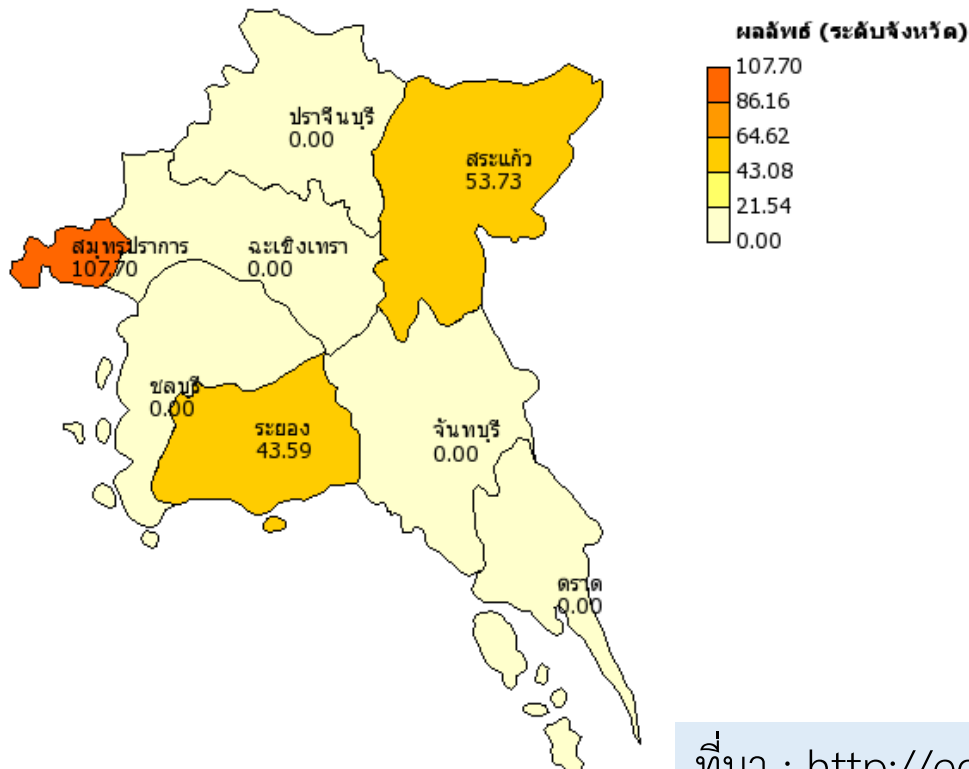 ผลลัพธ์ (ระดับจังหวัด)
107.70
86.16
64.62
43.08
21.54
0.00
ปราจีนบุรี
0.00
สระแก้ว
53.73
สมุทรปราการ
107.70
ฉะเชิงเทรา
0.00
ชลบุรี
0.00
ระยอง
43.59
จันทบุรี
0.00
ตราด
0.00
ที่มา : http://